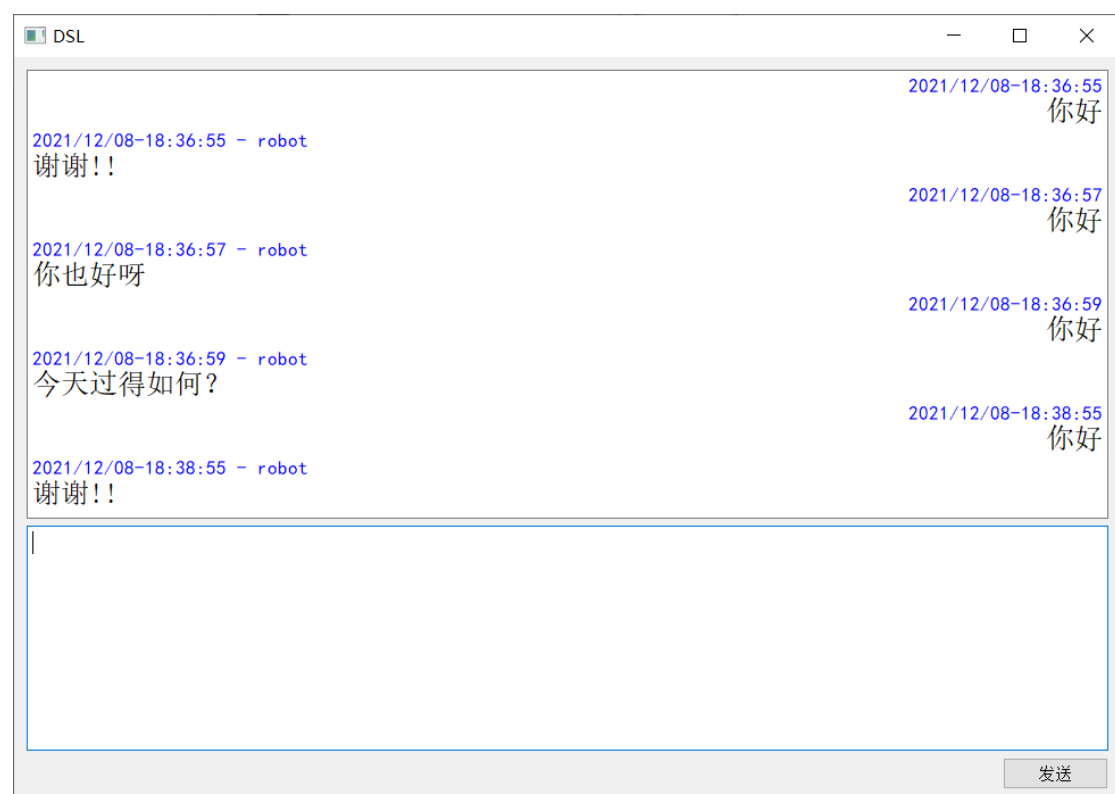 DSL
2021/12/08-18:36:55
你好
2021/12/08-18:36:55 - robot
谢谢!!
2021/12/08-18:36:57
你好
2021/12/08-18:36:57 - robot
你也好呀
2021/12/08-18:36:59
你好
2021/12/08-18:36:59 - robot
今天过得如何?
2021/12/08-18:38:55
你好
2021/12/08-18:38:55 - robot
谢谢!!
发送